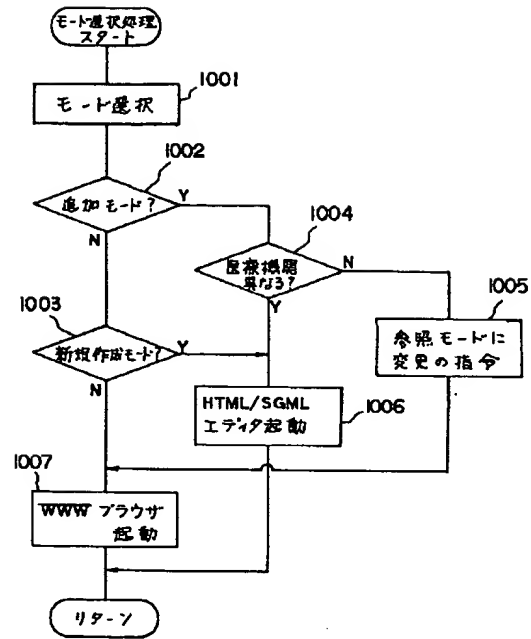 モード選択処理
スタート
1001
モード選択
1002
追加モード?
Y
N
1004
医療機関
異なる?
N
Y
1005
参照モードに
変更の指令
1003
新規作成モード?
Y
N
HTML/SGML
エディタ起動
1006
1007
WWW ブラウザ
起動
リターン